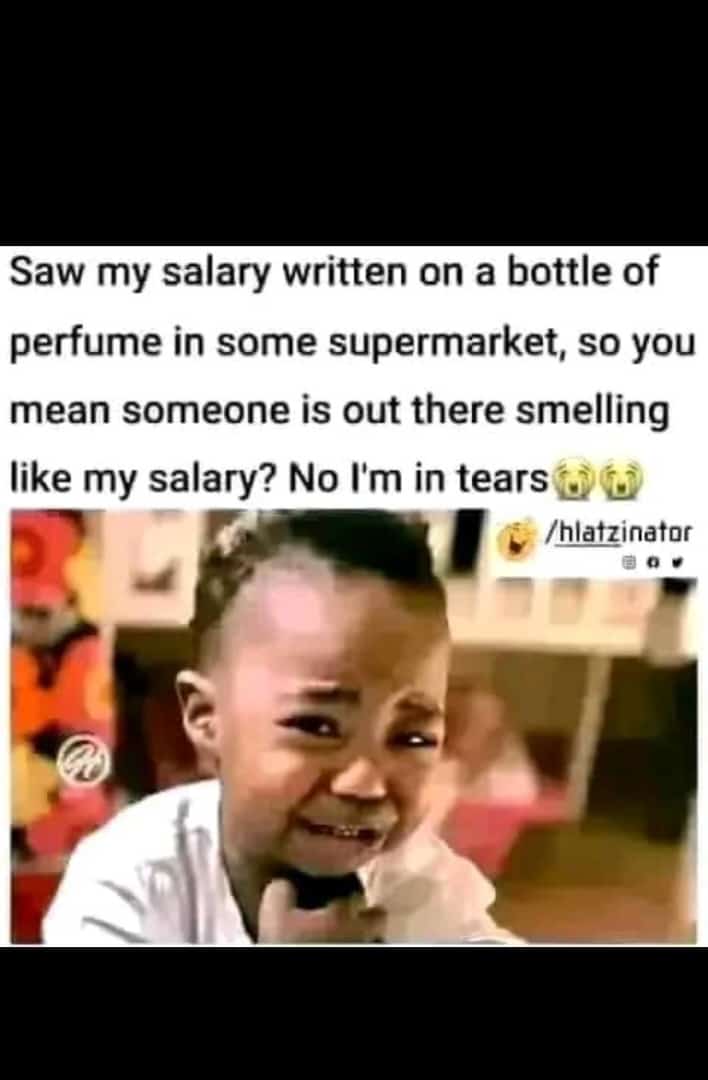 Saw my salary written on a bottle of
perfume in some supermarket, so you
mean someone is out there smelling
like my salary? No I'm in tears😭😭
/hlatzinator